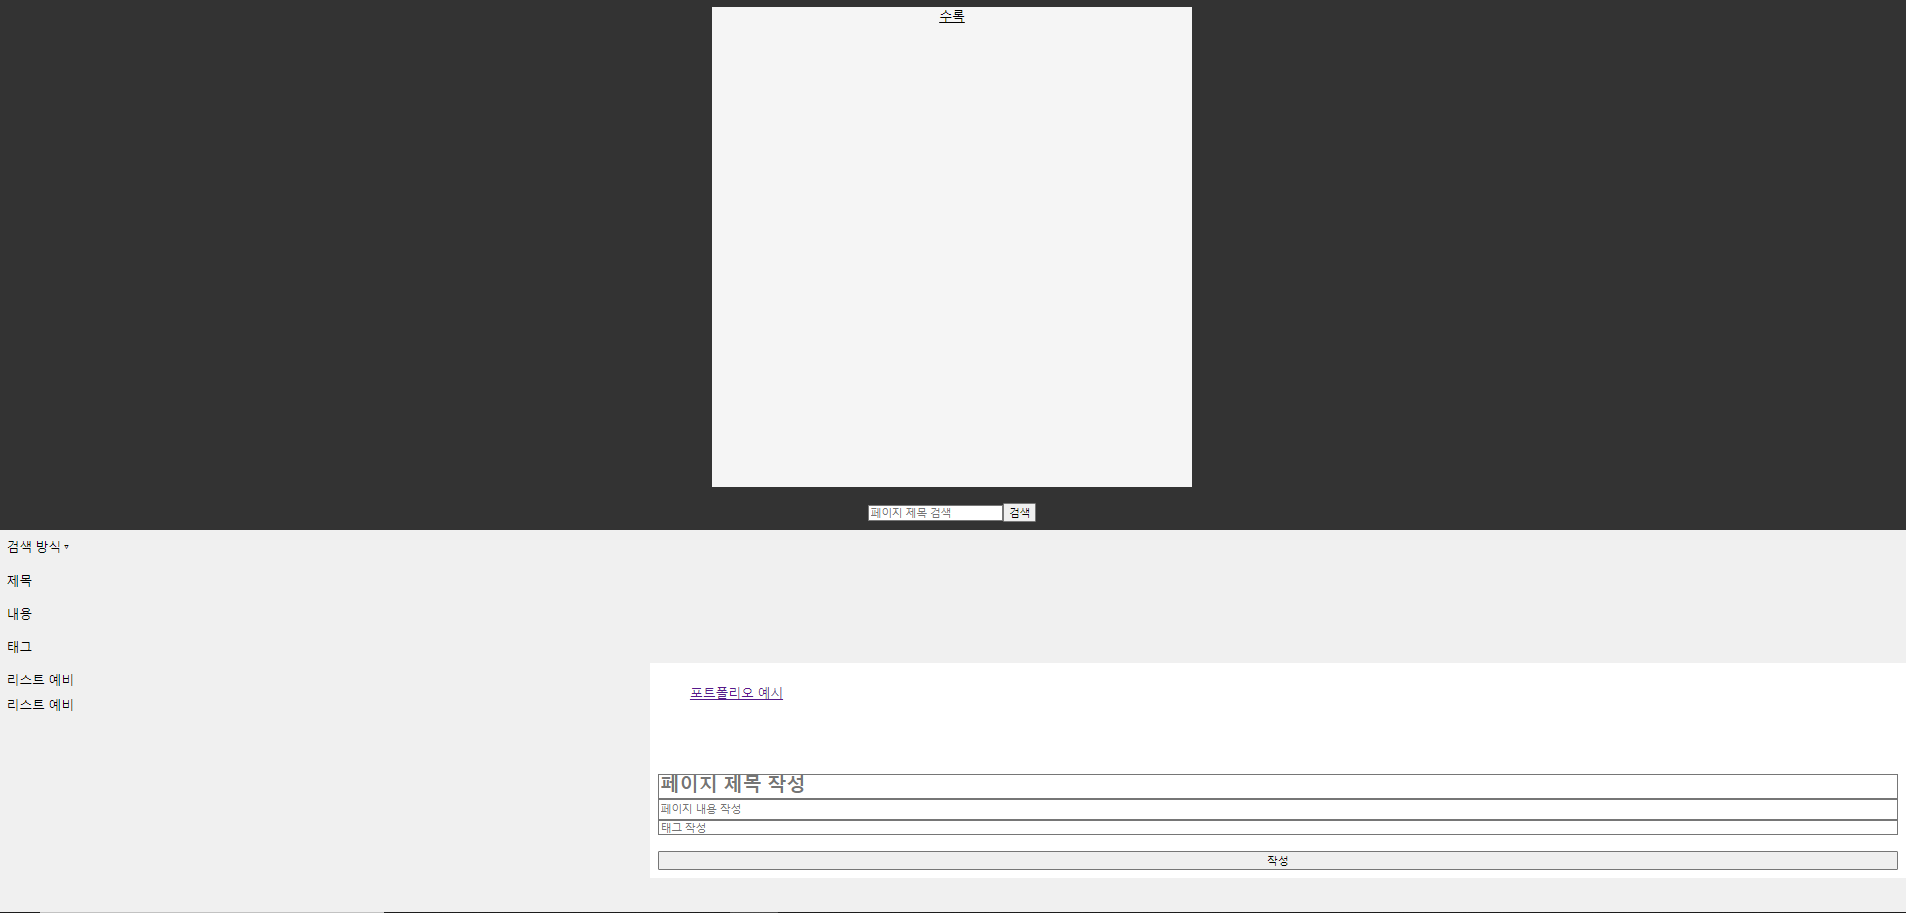 수록
페이지 제목 검색 검색
검색 방식 ▿
제목
내용
태그
리스트 예비
리스트 예비
포트폴리오 예시
페이지 제목 작성
페이지 내용 작성
태그 작성
작성